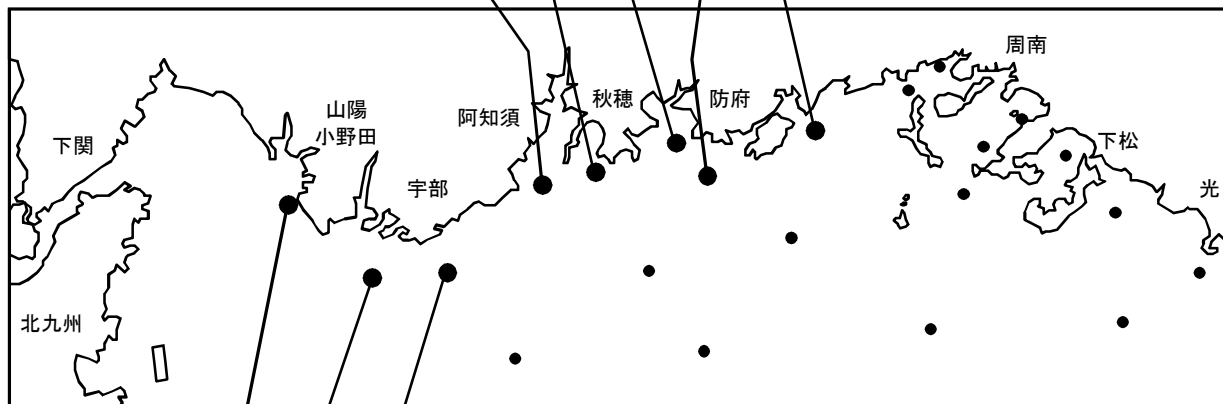 周南
山陽
小野田
阿知須
秋穂
防府
下関
下松
宇部
光
北九州